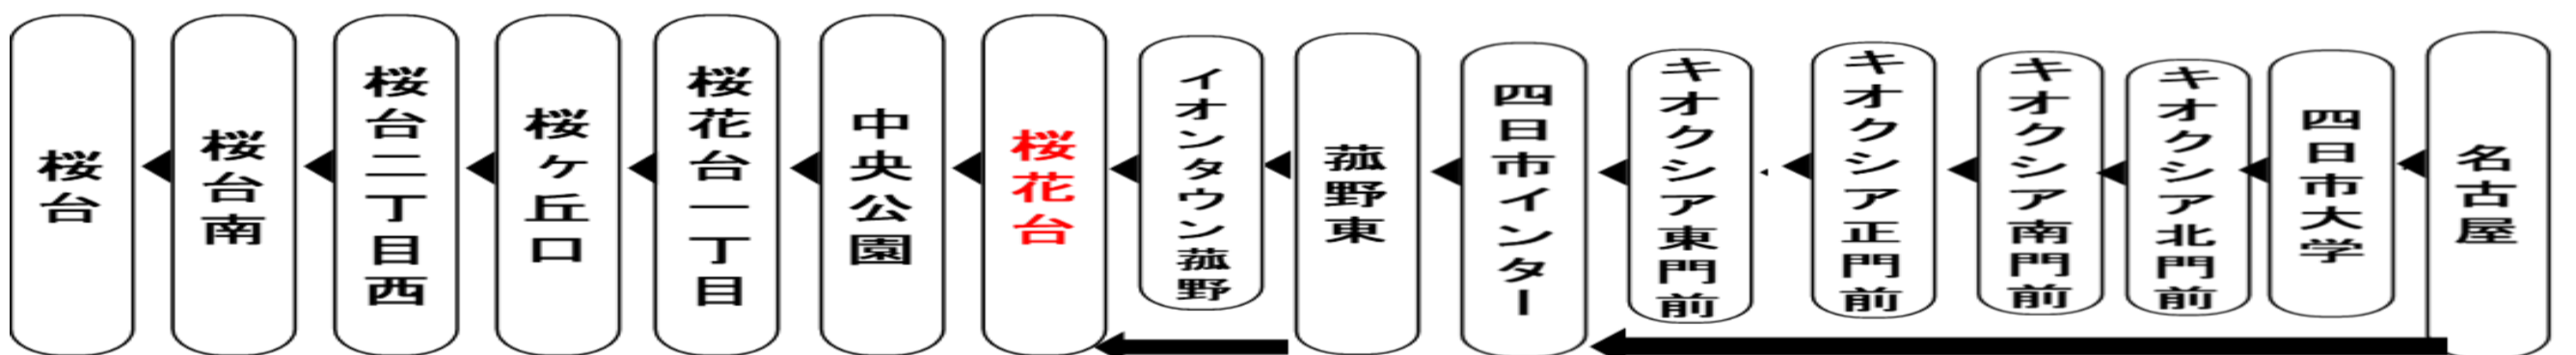 名古屋
四日市大学
キオクシア北門前
キオクシア南門前
キオクシア正門前
キオクシア東門前
四日市インター
菰野東
イオンタウン菰野
桜花台
中央公園
桜花台一丁目
桜ヶ丘口
桜台二丁目西
桜台南
桜台